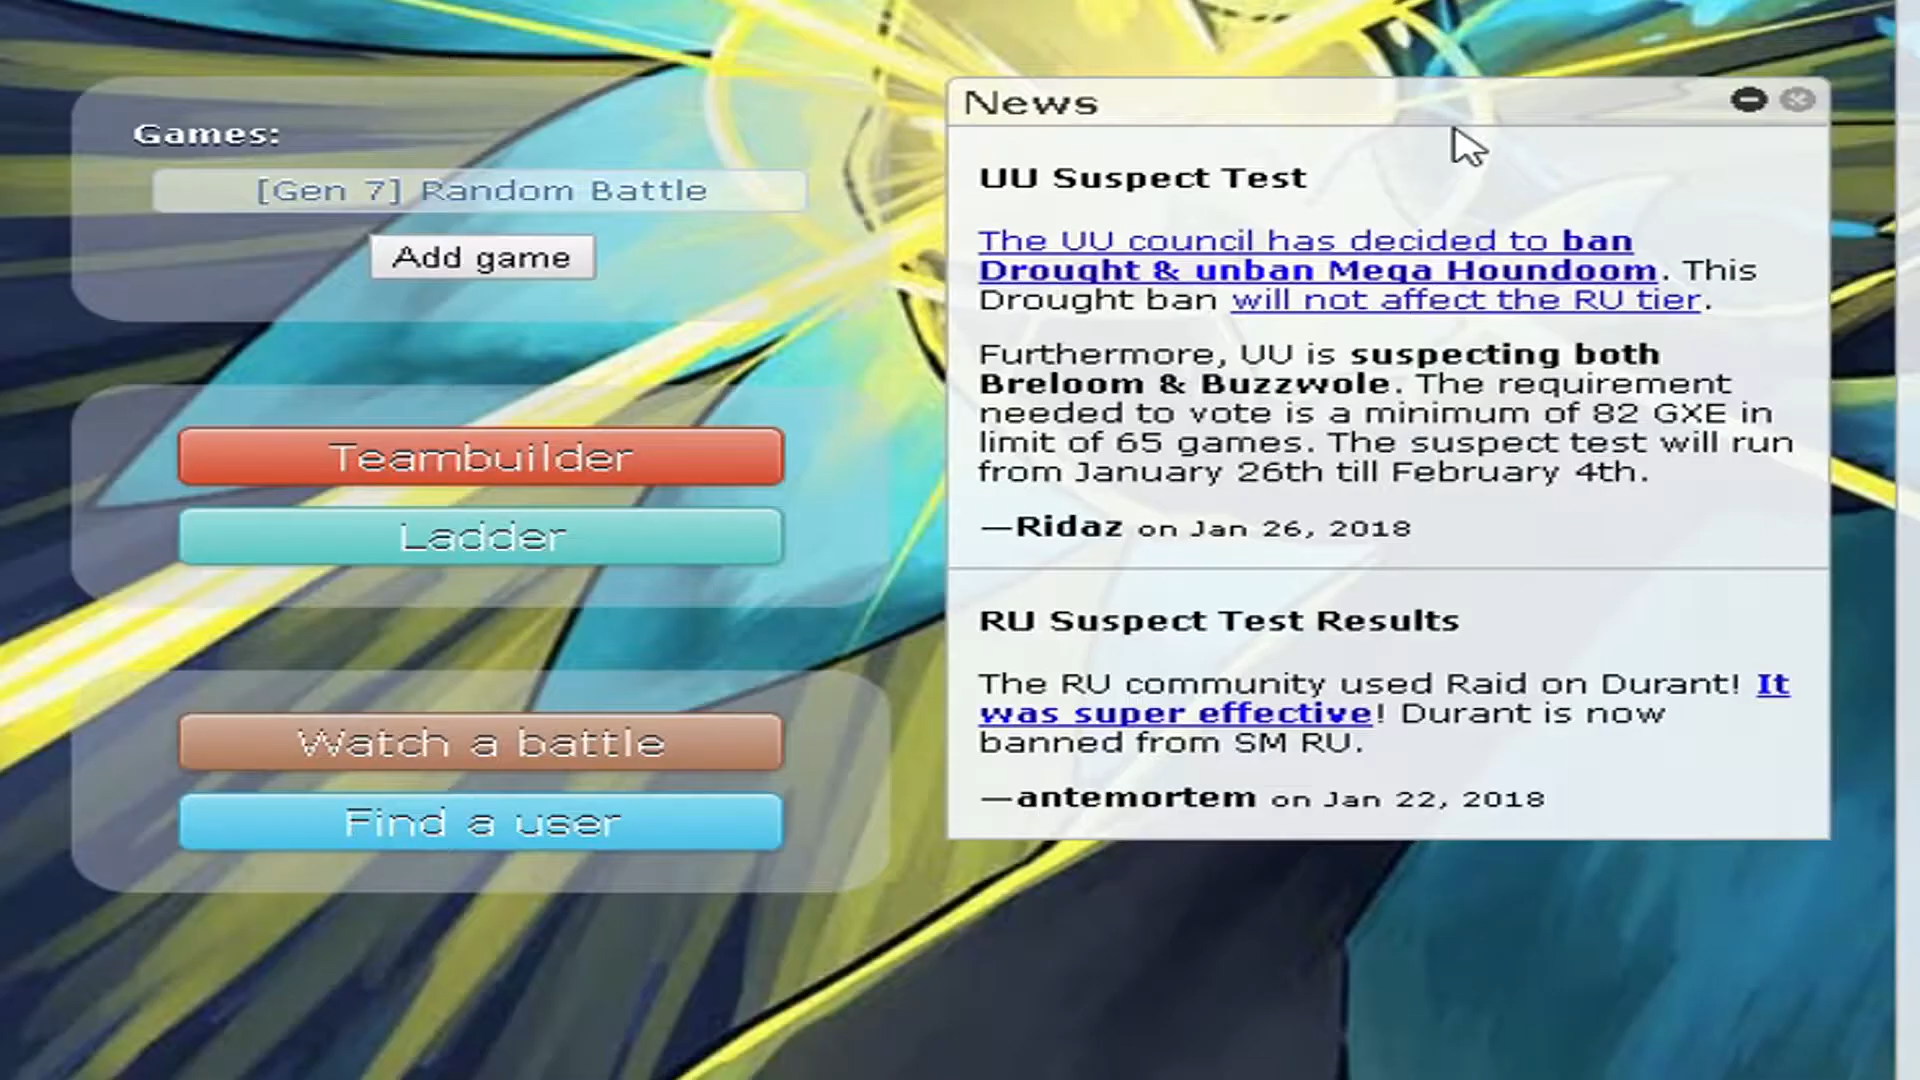 Games:
[Gen 7] Random Battle
Add game
Teambuilder
Ladder
Watch a battle
Find a user
News
UU Suspect Test
The UU council has decided to ban
Drought & unban Mega Houndoom. This
Drought ban will not affect the RU tier.
Furthermore, UU is suspecting both
Breloom & Buzzwole. The requirement
needed to vote is a minimum of 82 GXE in
limit of 65 games. The suspect test will run
from January 26th till February 4th.
—Ridaz on Jan 26, 2018
RU Suspect Test Results
The RU community used Raid on Durant! It
was super effective! Durant is now
banned from SM RU.
—antemortem on Jan 22, 2018